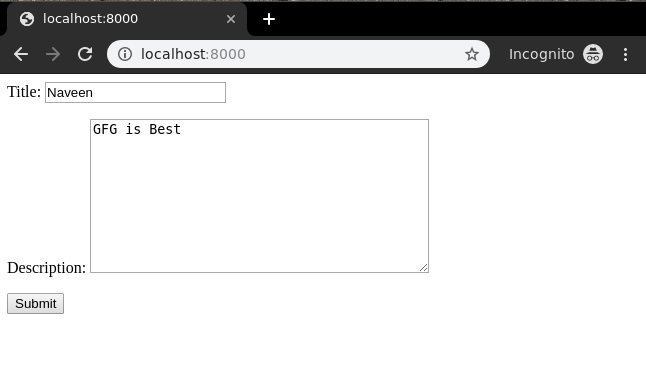 localhost:8000
localhost:8000
Incognito
Title: Naveen
GFG is Best
Description:
Submit